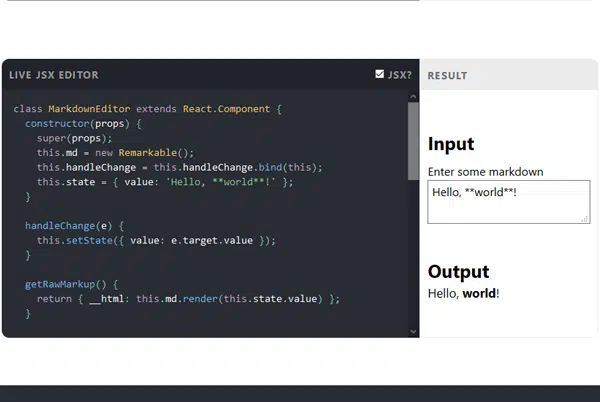 LIVE JSX EDITOR
JSX?
class MarkdownEditor extends React.Component {
  constructor(props) {
    super(props);
    this.md = new Remarkable();
    this.handleChange = this.handleChange.bind(this);
    this.state = { value: 'Hello, **world**!' };
  }

  handleChange(e) {
    this.setState({ value: e.target.value });
  }

  getRawMarkup() {
    return { __html: this.md.render(this.state.value) };
  }
RESULT
Input
Enter some markdown
Hello, **world**!
Output
Hello, world!